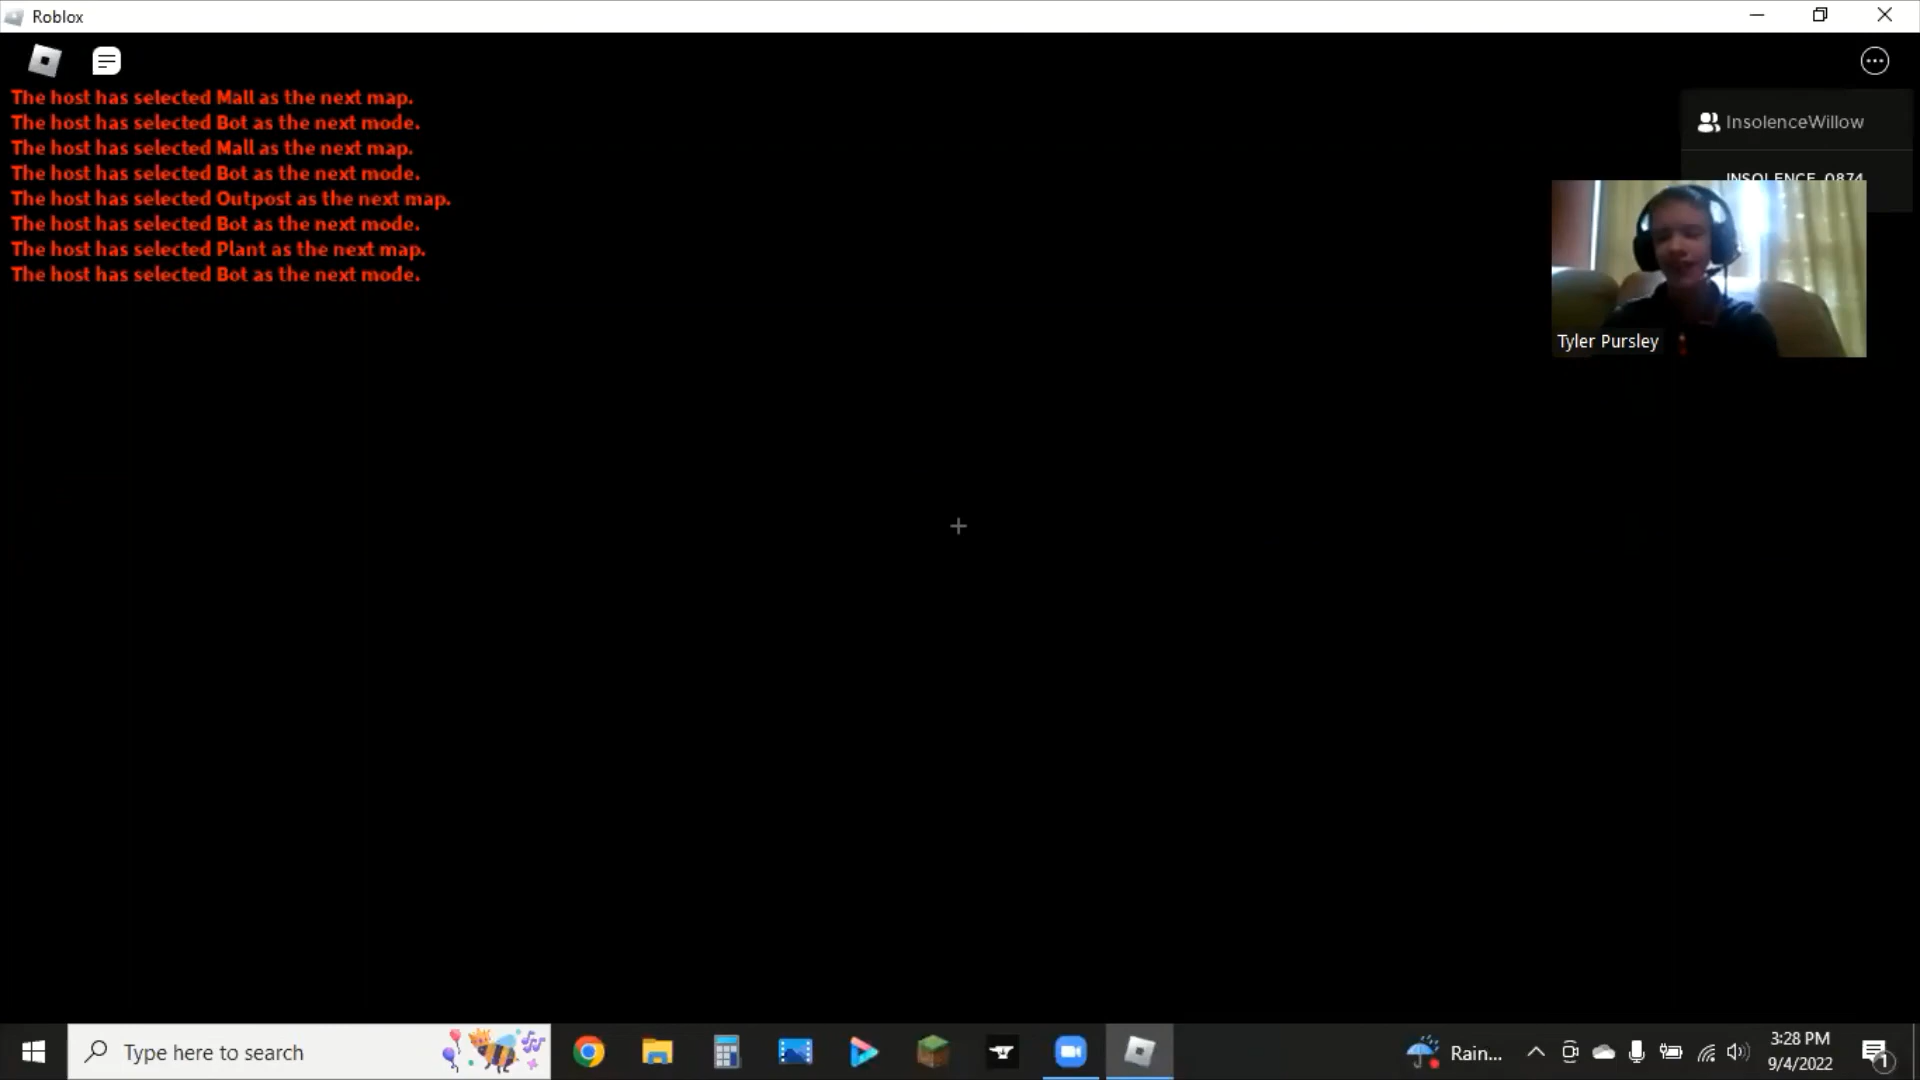 Roblox
The host has selected Mall as the next map.
The host has selected Bot as the next mode.
The host has selected Mall as the next map.
The host has selected Bot as the next mode.
The host has selected Outpost as the next map.
The host has selected Bot as the next mode.
The host has selected Plant as the next map.
The host has selected Bot as the next mode.
InsolenceWillow
INSOLENCE_0874
Tyler Pursley
Type here to search
Rain...
3:28 PM
9/4/2022
1